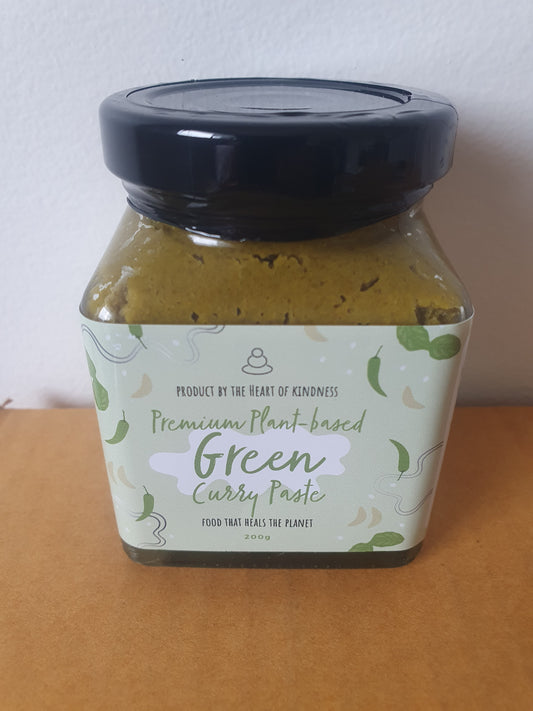 PRODUCT BY THE HEART OF KINDNESS
Premium Plant-based
Green
Curry Paste
FOOD THAT HEALS THE PLANET
200g